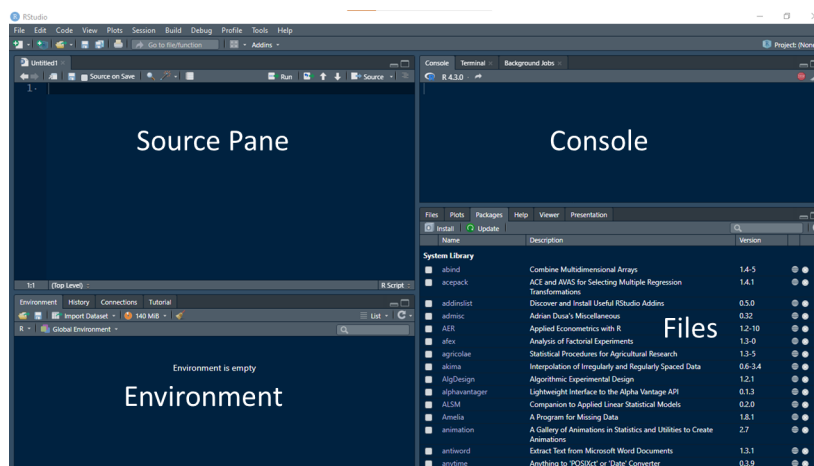 RStudio
File Edit Code View Plots Session Build Debug Profile Tools Help
Go to file/function Addins
Project: (None
Untitled1
Source on Save Run Source
1
Source Pane
1:1 (Top Level) R Script
Console Terminal Background Jobs
R 4.3.0
Console
Environment History Connections Tutorial
Import Dataset 140 MiB List
R Global Environment
Environment is empty
Environment
Files Plots Packages Help Viewer Presentation
Install Update
Name Description Version
System Library
abind Combine Multidimensional Arrays 1.4-5
acepack ACE and AVAS for Selecting Multiple Regression 1.4.1
Transformations
addinslist Discover and Install Useful RStudio Addins 0.5.0
admisc Adrian Dusa's Miscellaneous 0.32
AER Applied Econometrics with R 1.2-10
Files
afex Analysis of Factorial Experiments 1.3-0
agricolae Statistical Procedures for Agricultural Research 1.3-5
akima Interpolation of Irregularly and Regularly Spaced Data 0.6-3.4
AlgDesign Algorithmic Experimental Design 1.2.1
alphavantager Lightweight Interface to the Alpha Vantage API 0.1.3
ALSM Companion to Applied Linear Statistical Models 0.2.0
Amelia A Program for Missing Data 1.8.1
animation A Gallery of Animations in Statistics and Utilities to Create 2.7
Animations
antiword Extract Text from Microsoft Word Documents 1.3.1
anytime Anything to 'POSIXct' or 'Date' Converter 0.3.9